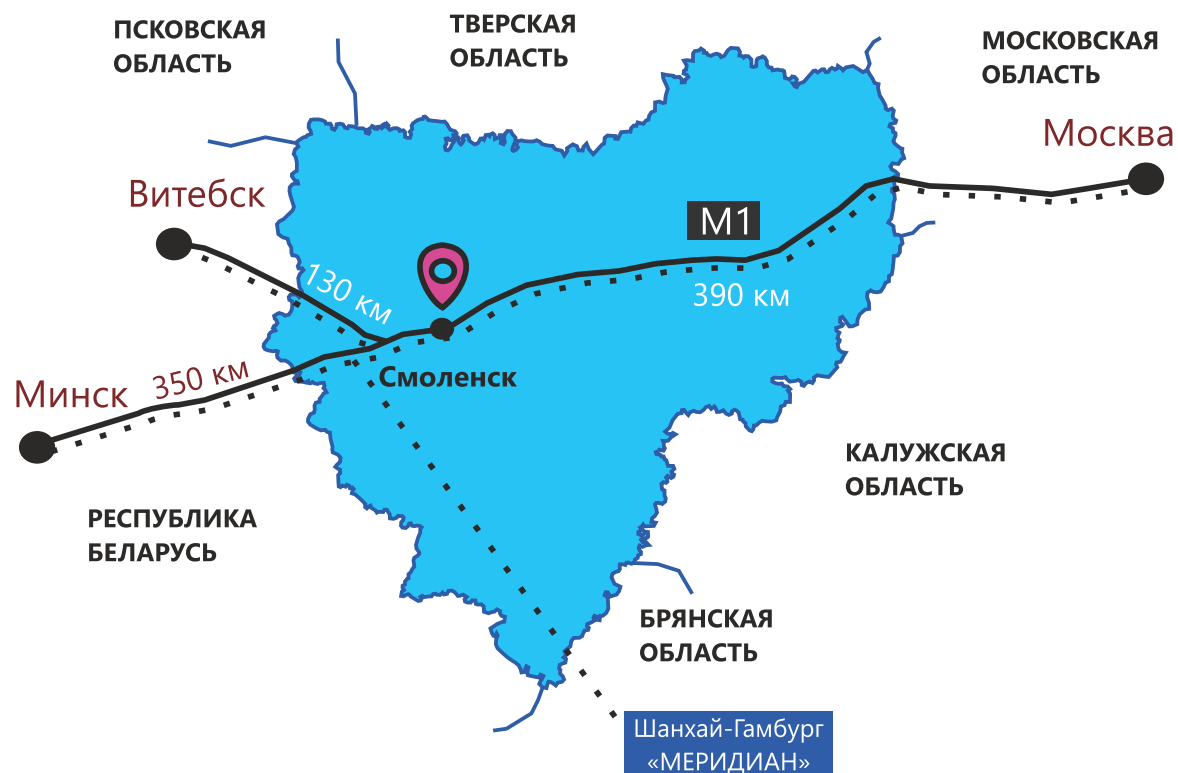 ПСКОВСКАЯ
ОБЛАСТЬ
ТВЕРСКАЯ
ОБЛАСТЬ
МОСКОВСКАЯ
ОБЛАСТЬ
Москва
Витебск
М1
130 км
390 км
Минск
350 км
Смоленск
КАЛУЖСКАЯ
ОБЛАСТЬ
РЕСПУБЛИКА
БЕЛАРУСЬ
БРЯНСКАЯ
ОБЛАСТЬ
Шанхай-Гамбург
«МЕРИДИАН»